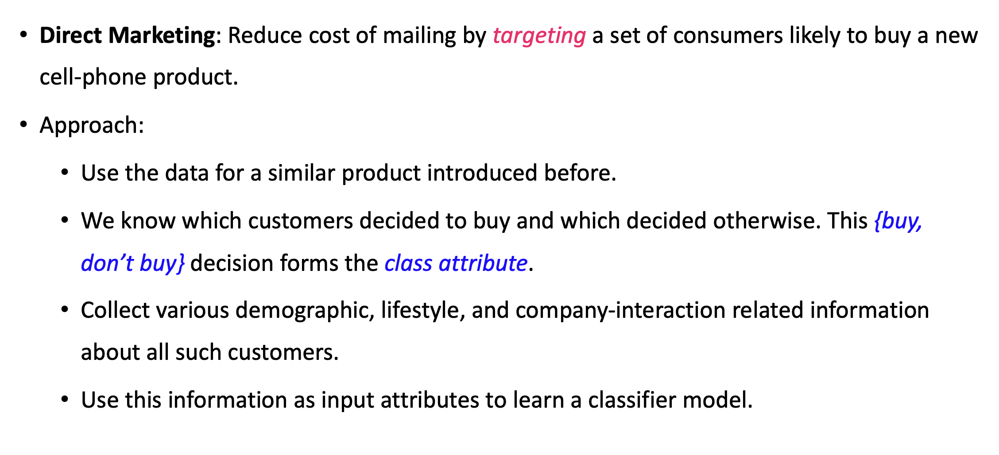 • Direct Marketing: Reduce cost of mailing by targeting a set of consumers likely to buy a new
cell-phone product.
• Approach:
• Use the data for a similar product introduced before.
• We know which customers decided to buy and which decided otherwise. This {buy,
don’t buy} decision forms the class attribute.
• Collect various demographic, lifestyle, and company-interaction related information
about all such customers.
• Use this information as input attributes to learn a classifier model.